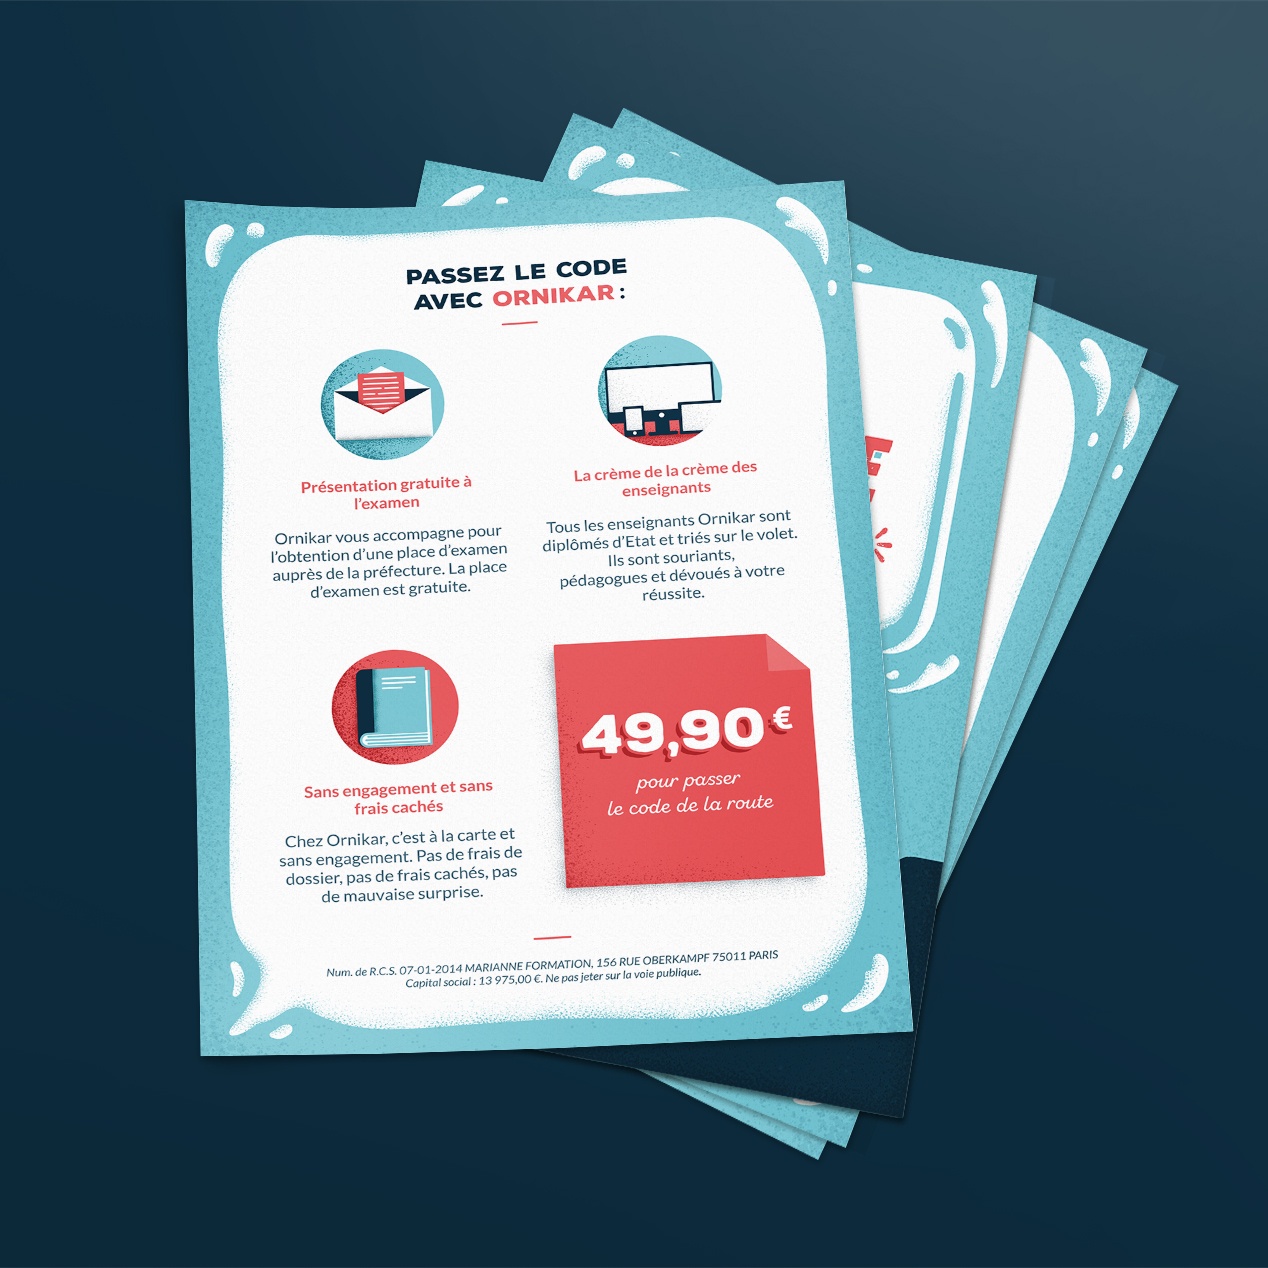 PASSEZ LE CODE
AVEC ORNIKAR :
Présentation gratuite à
l'examen
Ornikar vous accompagne pour
l'obtention d'une place d'examen
auprès de la préfecture. La place
d'examen est gratuite.
La crème de la crème des
enseignants
Tous les enseignants Ornikar sont
diplômés d'Etat et triés sur le volet.
Ils sont souriants,
pédagogues et dévoués à votre
réussite.
Sans engagement et sans
frais cachés
Chez Ornikar, c'est à la carte et
sans engagement. Pas de frais de
dossier, pas de frais cachés, pas
de mauvaise surprise.
49,90 €
pour passer
le code de la route
Num. de R.C.S. 07-01-2014 MARIANNE FORMATION, 156 RUE OBERKAMPF 75011 PARIS
Capital social : 13 975,00 €. Ne pas jeter sur la voie publique.